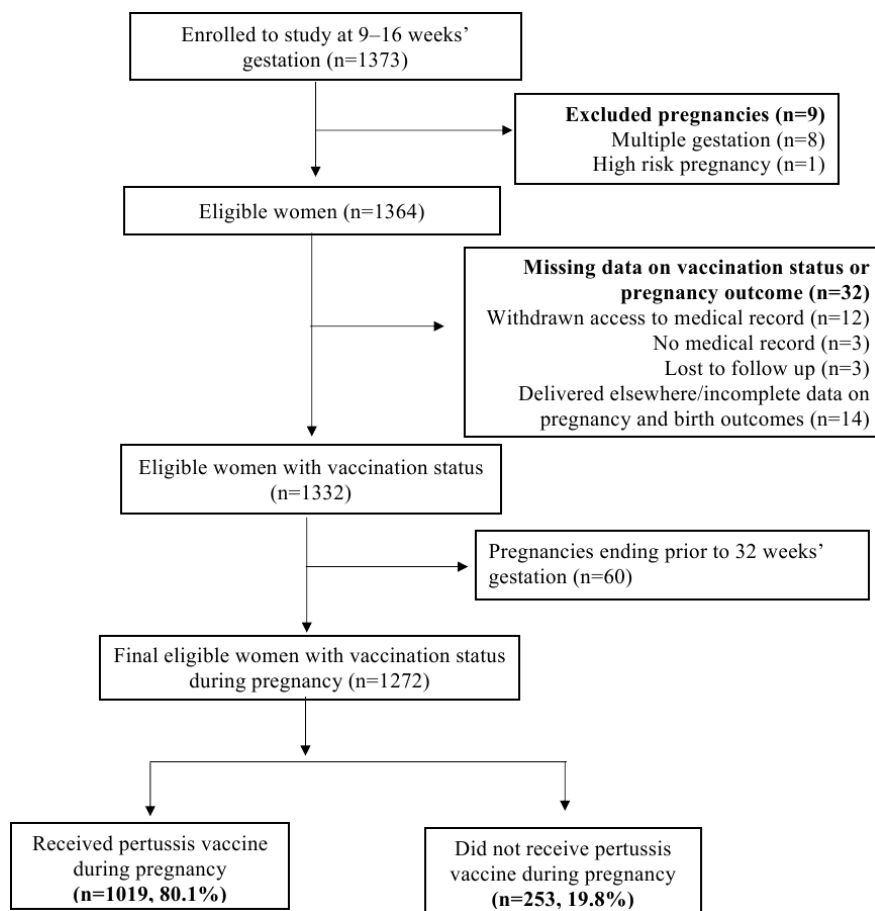 Enrolled to study at 9–16 weeks’
gestation (n=1373)
Excluded pregnancies (n=9)
Multiple gestation (n=8)
High risk pregnancy (n=1)
Eligible women (n=1364)
Missing data on vaccination status or
pregnancy outcome (n=32)
Withdrawn access to medical record (n=12)
No medical record (n=3)
Lost to follow up (n=3)
Delivered elsewhere/incomplete data on
pregnancy and birth outcomes (n=14)
Eligible women with vaccination status
(n=1332)
Pregnancies ending prior to 32 weeks’
gestation (n=60)
Final eligible women with vaccination status
during pregnancy (n=1272)
Received pertussis vaccine
during pregnancy
(n=1019, 80.1%)
Did not receive pertussis
vaccine during pregnancy
(n=253, 19.8%)